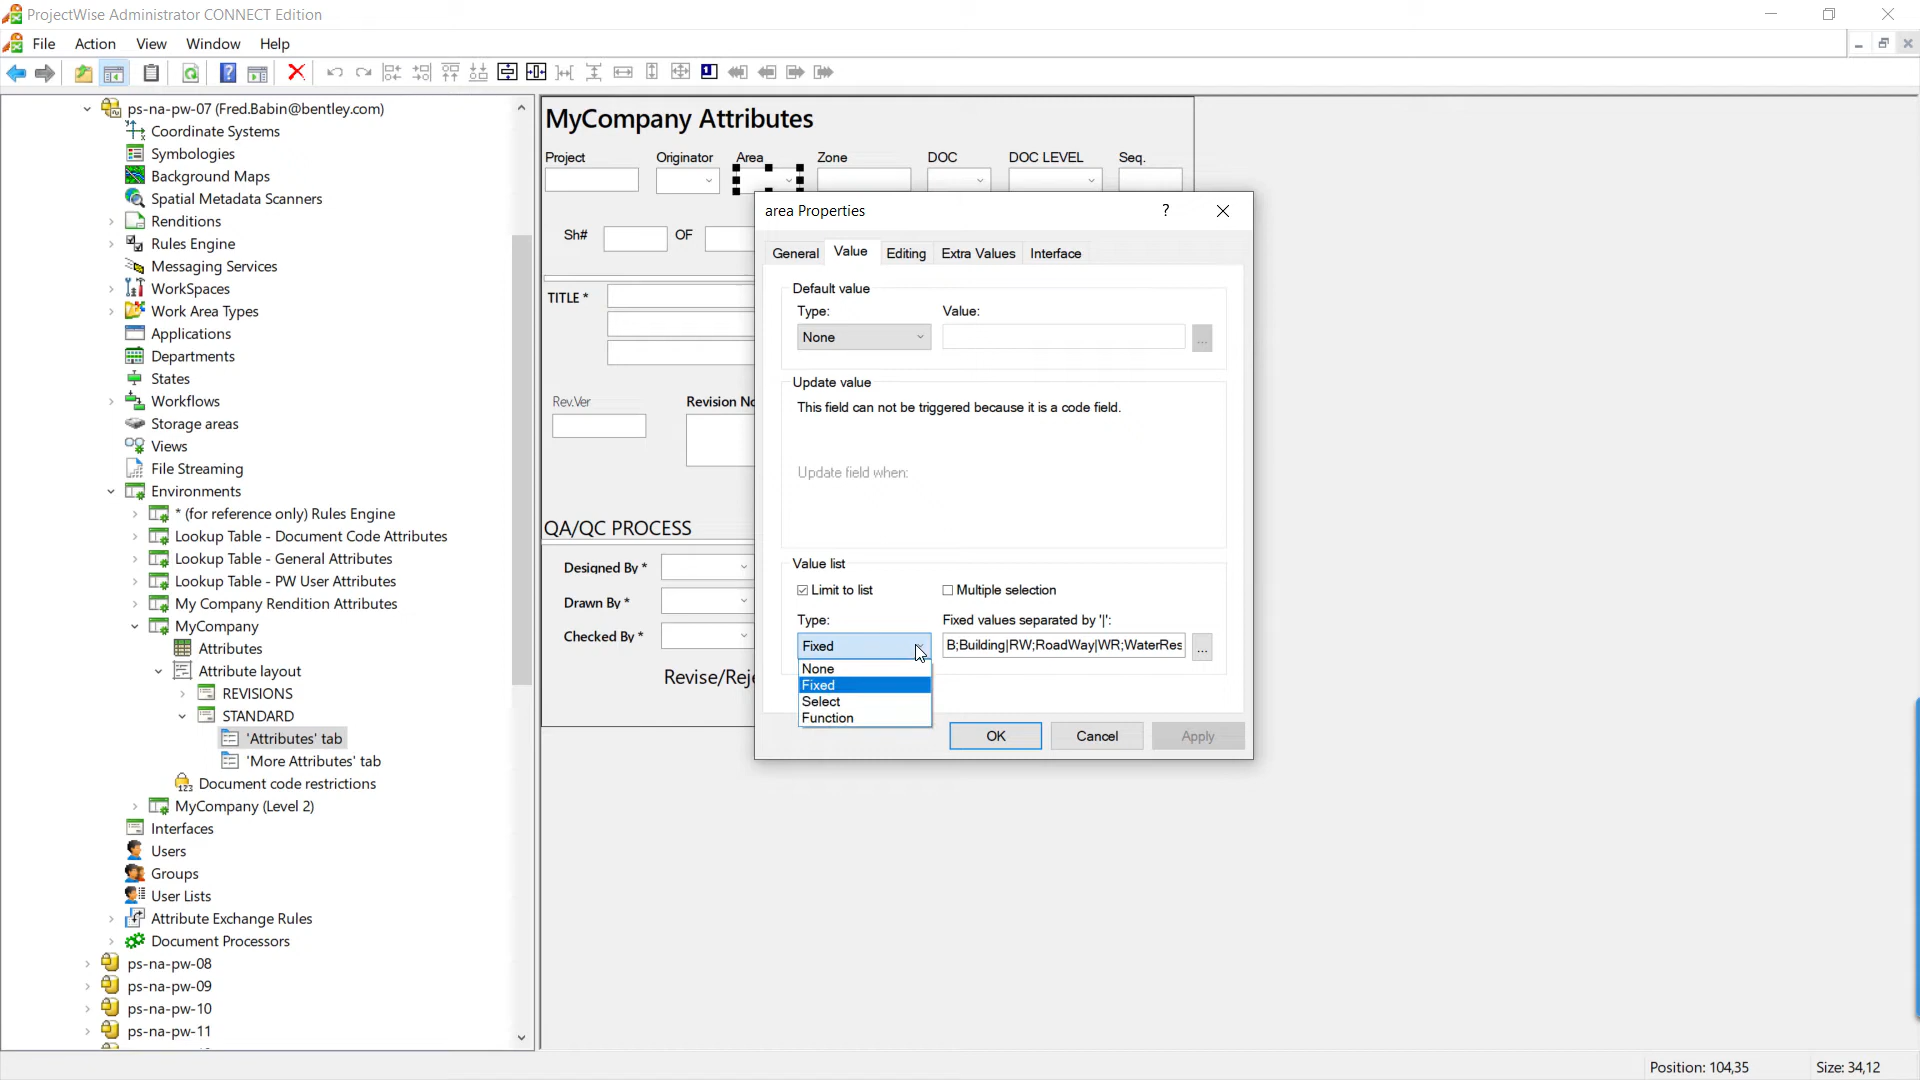 ProjectWise Administrator CONNECT Edition
File Action View Window Help
ps-na-pw-07 (Fred.Babin@bentley.com)
Coordinate Systems
Symbologies
Background Maps
Spatial Metadata Scanners
Renditions
Rules Engine
Messaging Services
WorkSpaces
Work Area Types
Applications
Departments
States
Workflows
Storage areas
Views
File Streaming
Environments
* (for reference only) Rules Engine
Lookup Table - Document Code Attributes
Lookup Table - General Attributes
Lookup Table - PW User Attributes
My Company Rendition Attributes
MyCompany
Attributes
Attribute layout
REVISIONS
STANDARD
'Attributes' tab
'More Attributes' tab
Document code restrictions
MyCompany (Level 2)
Interfaces
Users
Groups
User Lists
Attribute Exchange Rules
Document Processors
ps-na-pw-08
ps-na-pw-09
ps-na-pw-10
ps-na-pw-11
MyCompany Attributes
Project Originator Area Zone DOC DOC LEVEL Seq.
Sh# OF
TITLE *
Rev.Ver Revision No
QA/QC PROCESS
Designed By *
Drawn By *
Checked By *
Revise/Reje
area Properties
?
General Value Editing Extra Values Interface
Default value
Type: Value:
None ...
Update value
This field can not be triggered because it is a code field.
Update field when:
Value list
Limit to list Multiple selection
Type: Fixed values separated by '|':
Fixed B;Building|RW;RoadWay|WR;WaterRes ...
None
Fixed
Select
Function
OK Cancel Apply
Position: 104,35 Size: 34,12